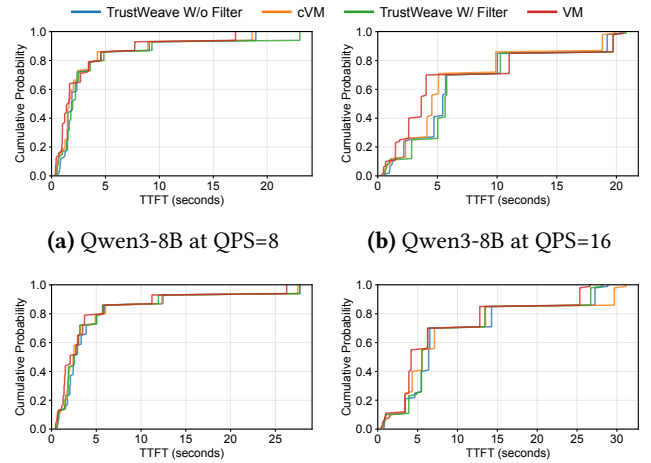 TrustWeave W/o Filter cVM TrustWeave W/ Filter VM
1.0 1.0
0.8 0.8
0.6 0.6
0.4 0.4
0.2 0.2
0.0 0.0
Cumulative Probability Cumulative Probability
0 5 10 15 20 0 5 10 15 20
TTFT (seconds) TTFT (seconds)
(a) Qwen3-8B at QPS=8 (b) Qwen3-8B at QPS=16
1.0 1.0
0.8 0.8
0.6 0.6
0.4 0.4
0.2 0.2
0.0 0.0
Cumulative Probability Cumulative Probability
0 5 10 15 20 25 0 5 10 15 20 25 30
TTFT (seconds) TTFT (seconds)